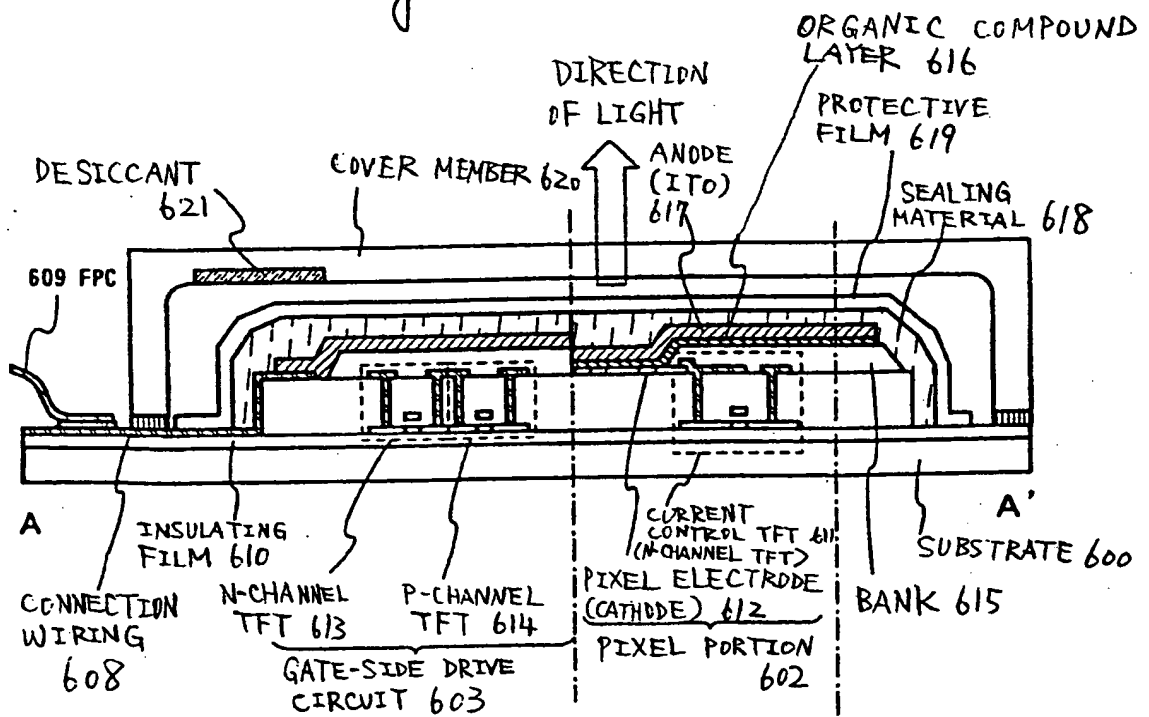 ORGANIC COMPOUND
LAYER 616
DIRECTION
OF LIGHT
PROTECTIVE
FILM 619
ANODE
(ITO)
617
DESICCANT
621
COVER MEMBER 620
SEALING
MATERIAL 618
609 FPC
A
A'
INSULATING
FILM 610
CURRENT
CONTROL TFT 611
(N-CHANNEL TFT)
SUBSTRATE 600
CONNECTION
WIRING
608
N-CHANNEL
TFT 613
P-CHANNEL
TFT 614
PIXEL ELECTRODE
(CATHODE) 612
BANK 615
GATE-SIDE DRIVE
CIRCUIT 603
PIXEL PORTION
602